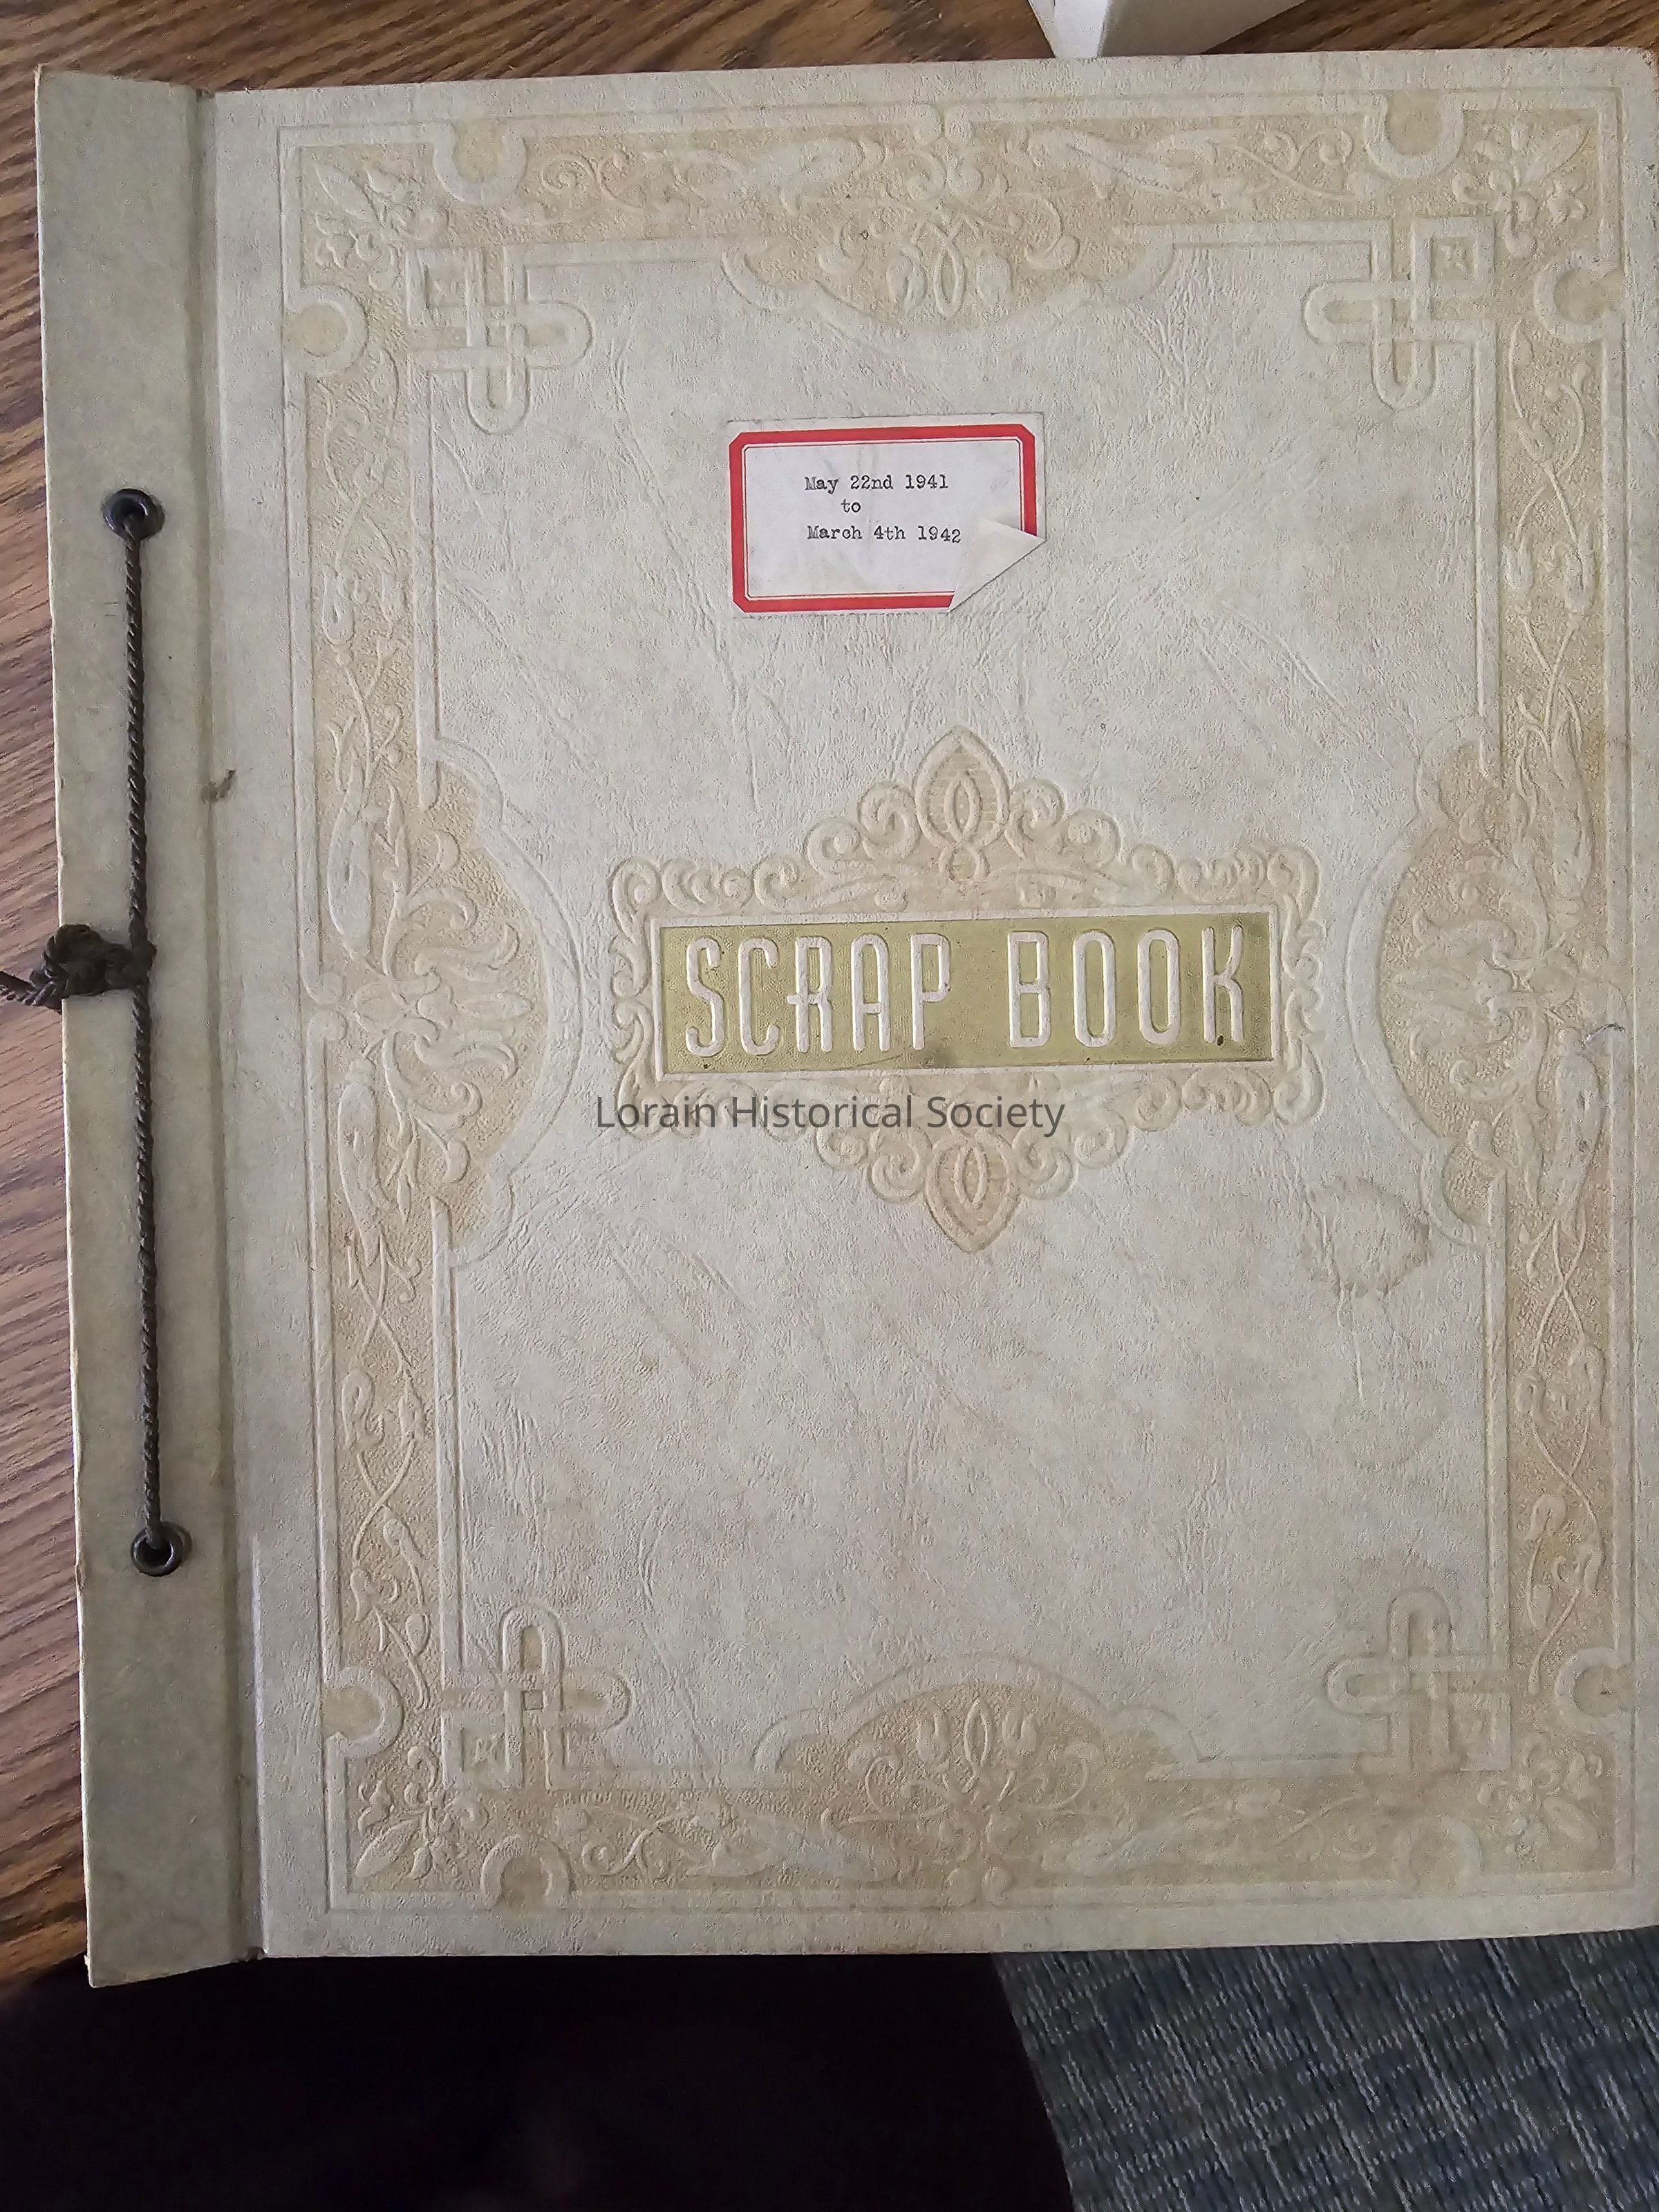 May 22nd 1941
to
March 4th 1942
SCRAP BOOK
Lorain Historical Society